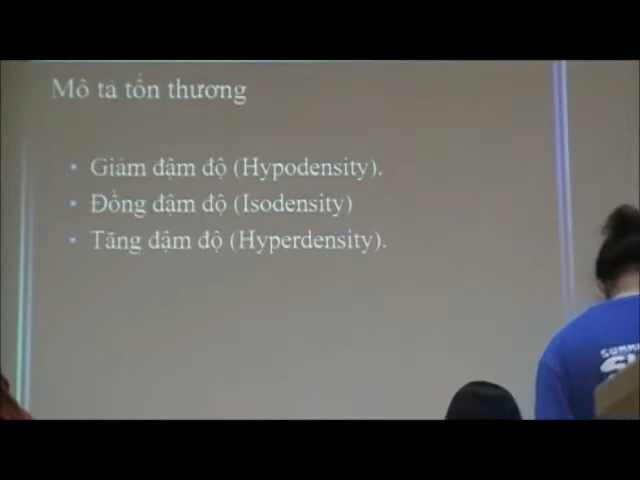 Mô tả tổn thương
• Giảm đậm độ (Hypodensity).
• Đồng đậm độ (Isodensity)
• Tăng đậm độ (Hyperdensity).